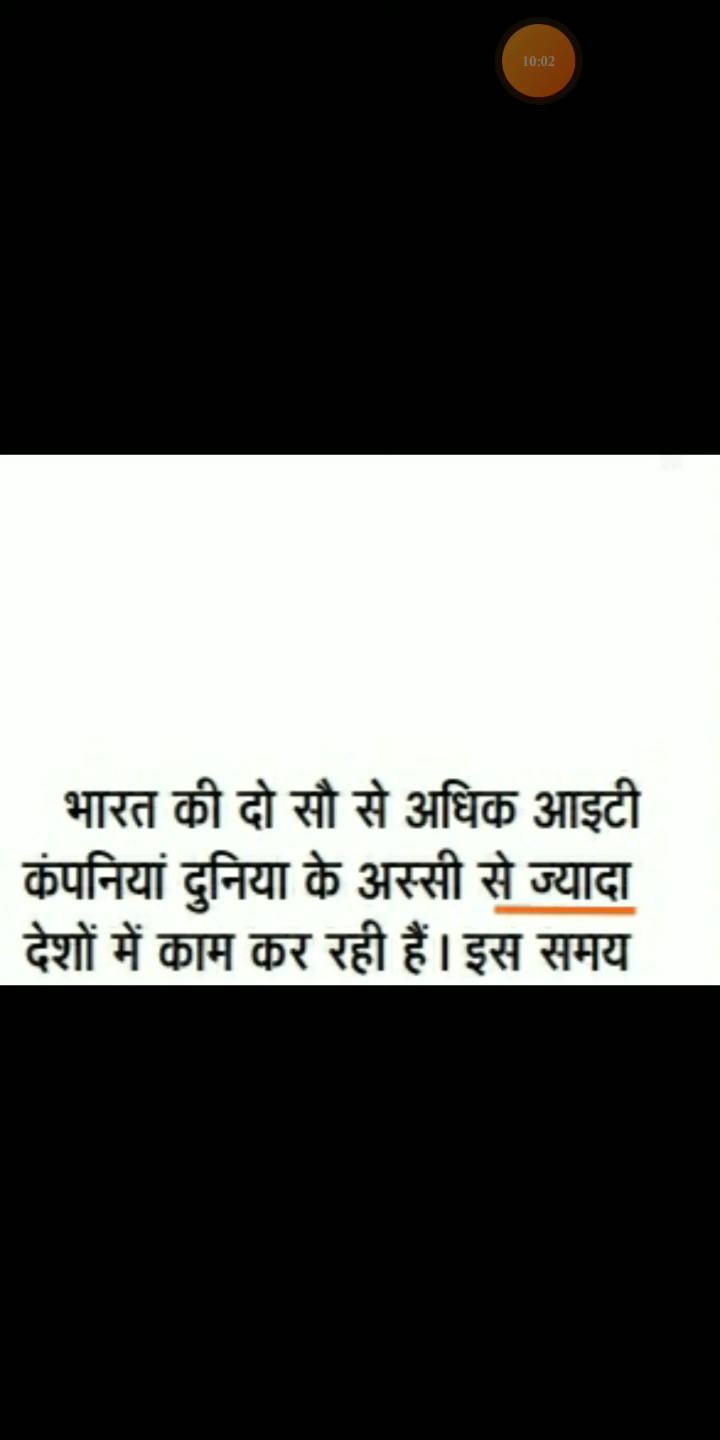 10:02
भारत की दो सौ से अधिक आइटी
कंपनियां दुनिया के अस्सी से ज्यादा
देशों में काम कर रही हैं। इस समय